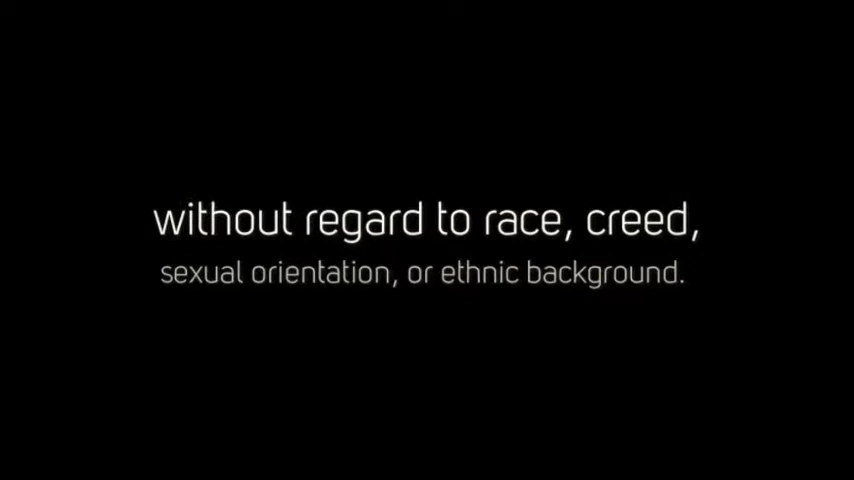 without regard to race, creed,
sexual orientation, or ethnic background.